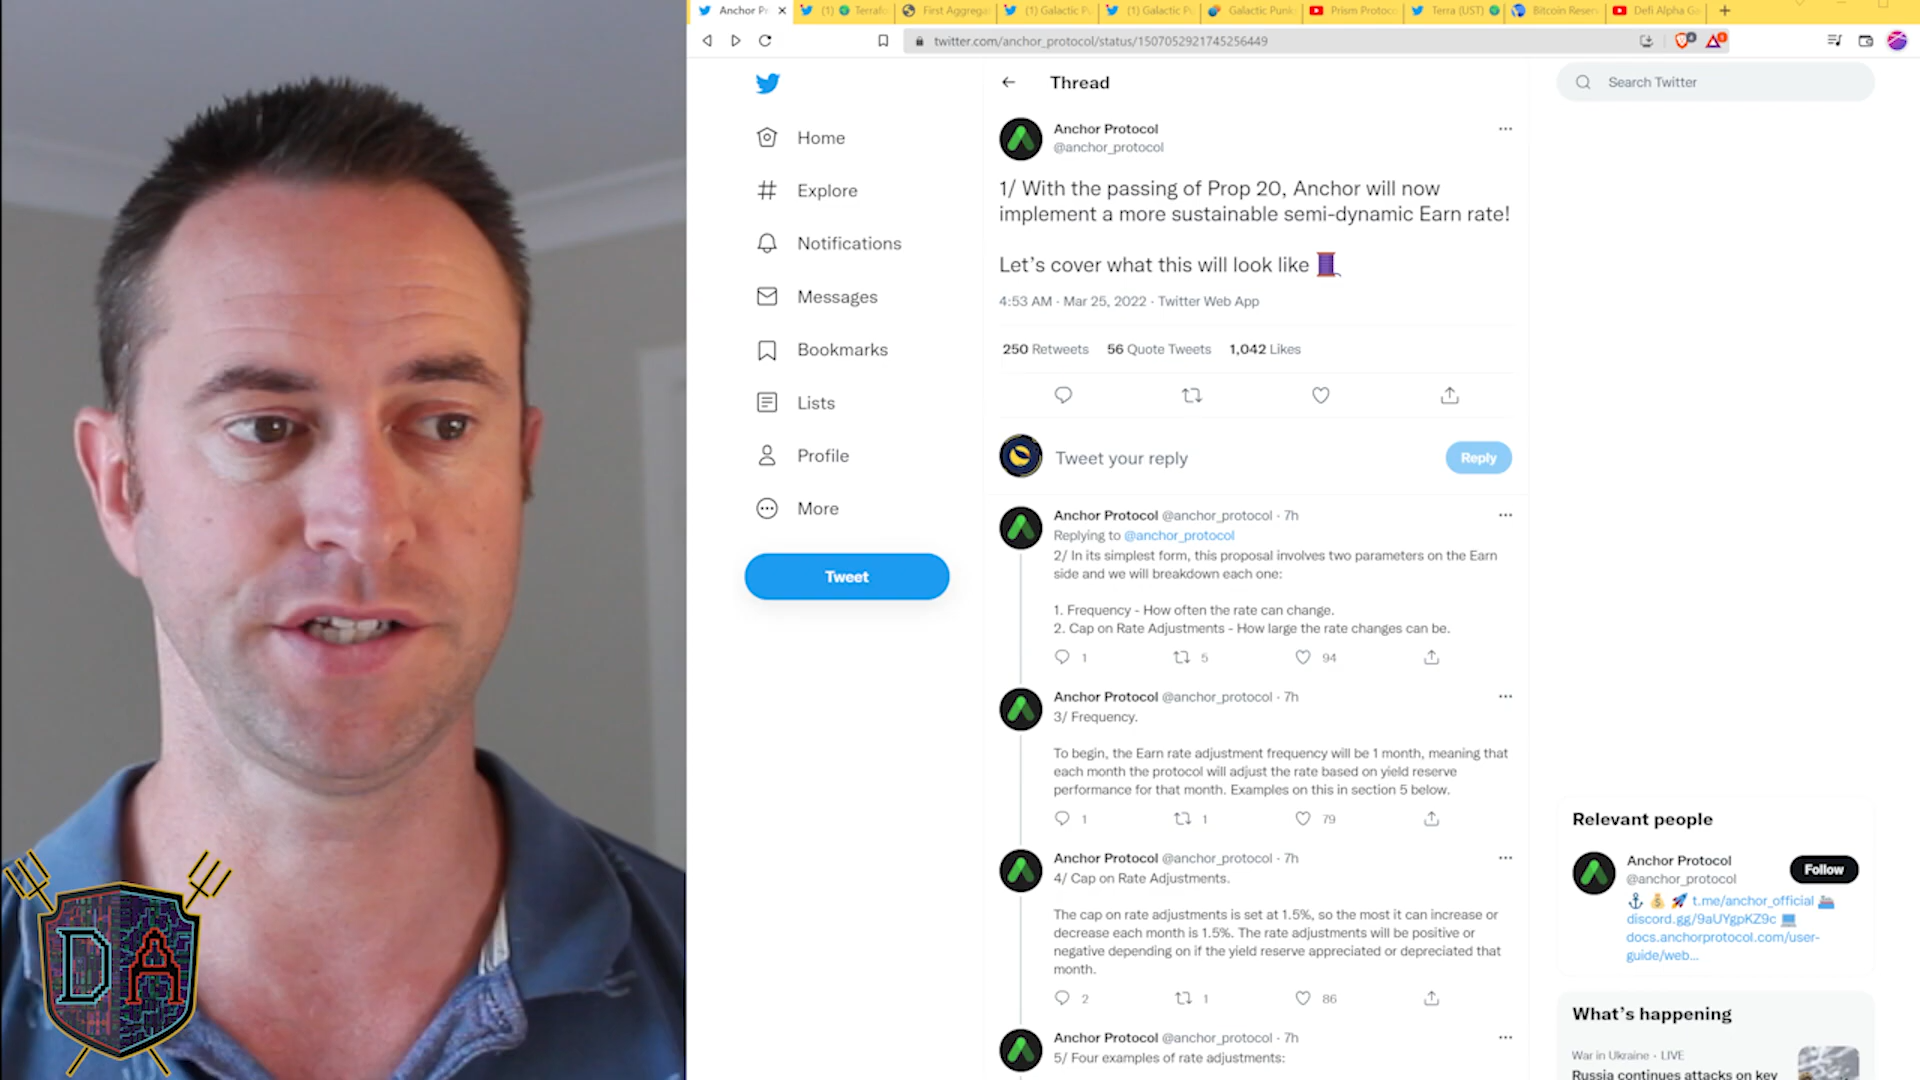 Anchor P
(1)
Terrafo
First Aggrega
(1) Galactic Pu
(1) Galactic Pu
Galactic Punk
Prism Protoco
Terra (UST)
Bitcoin Reser
Defi Alpha Ga
twitter.com/anchor_protocol/status/1507052921745256449
Home
Explore
Notifications
Messages
Bookmarks
Lists
Profile
More
Tweet
Thread
Anchor Protocol
@anchor_protocol
1/ With the passing of Prop 20, Anchor will now
implement a more sustainable semi-dynamic Earn rate!
Let's cover what this will look like
4:53 AM · Mar 25, 2022 · Twitter Web App
250 Retweets 56 Quote Tweets 1,042 Likes
Tweet your reply
Reply
Anchor Protocol @anchor_protocol · 7h
Replying to @anchor_protocol
2/ In its simplest form, this proposal involves two parameters on the Earn
side and we will breakdown each one:
1. Frequency - How often the rate can change.
2. Cap on Rate Adjustments - How large the rate changes can be.
1 5 94
Anchor Protocol @anchor_protocol · 7h
3/ Frequency.
To begin, the Earn rate adjustment frequency will be 1 month, meaning that
each month the protocol will adjust the rate based on yield reserve
performance for that month. Examples on this in section 5 below.
1 1 79
Anchor Protocol @anchor_protocol · 7h
4/ Cap on Rate Adjustments.
The cap on rate adjustments is set at 1.5%, so the most it can increase or
decrease each month is 1.5%. The rate adjustments will be positive or
negative depending on if the yield reserve appreciated or depreciated that
month.
2 1 86
Anchor Protocol @anchor_protocol · 7h
5/ Four examples of rate adjustments:
Search Twitter
Relevant people
Anchor Protocol
@anchor_protocol
Follow
t.me/anchor_official
discord.gg/9aUYgpKZ9c
docs.anchorprotocol.com/user-
guide/web...
What's happening
War in Ukraine · LIVE
Russia continues attacks on key
DA